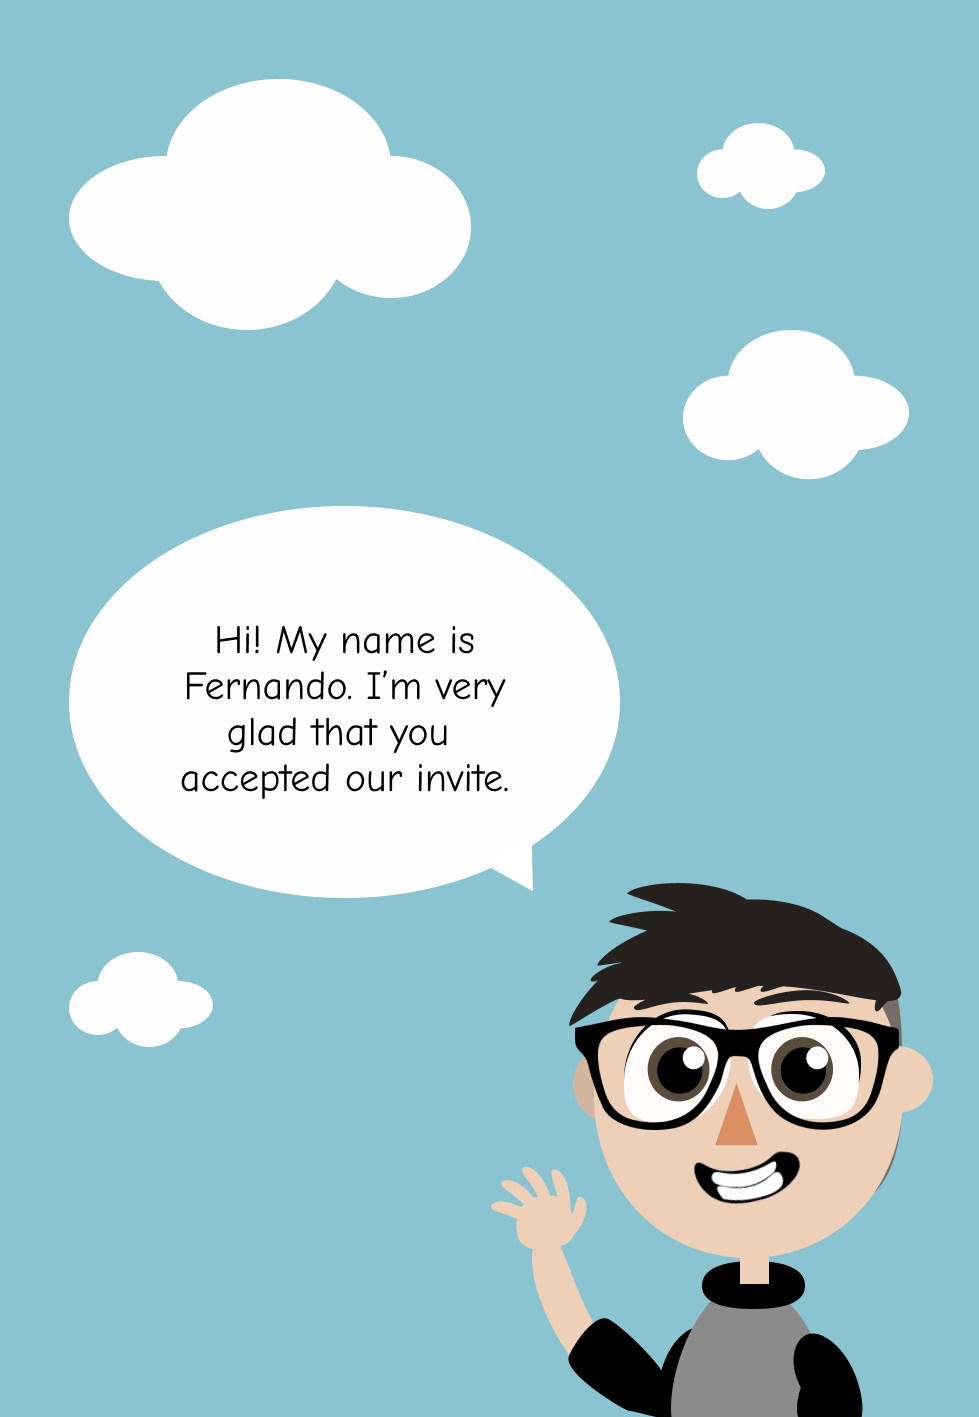 Hi! My name is
Fernando. I'm very
glad that you
accepted our invite.